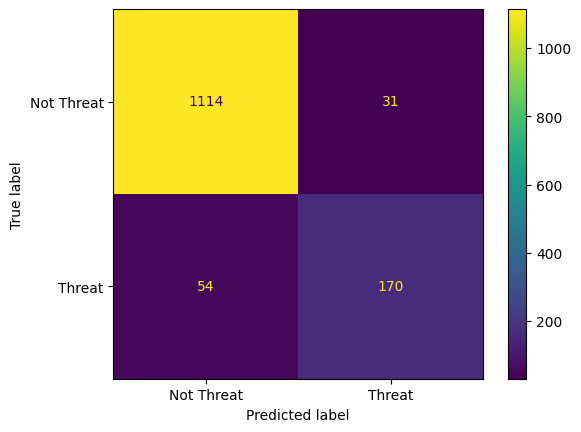 1000
Not Threat
1114
31
800
True label
600
400
Threat
54
170
200
Not Threat
Threat
Predicted label